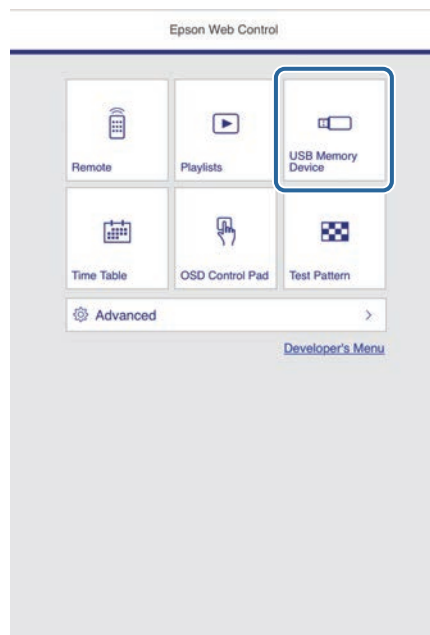 Epson Web Control
Remote
Playlists
USB Memory
Device
Time Table
OSD Control Pad
Test Pattern
Advanced
Developer's Menu